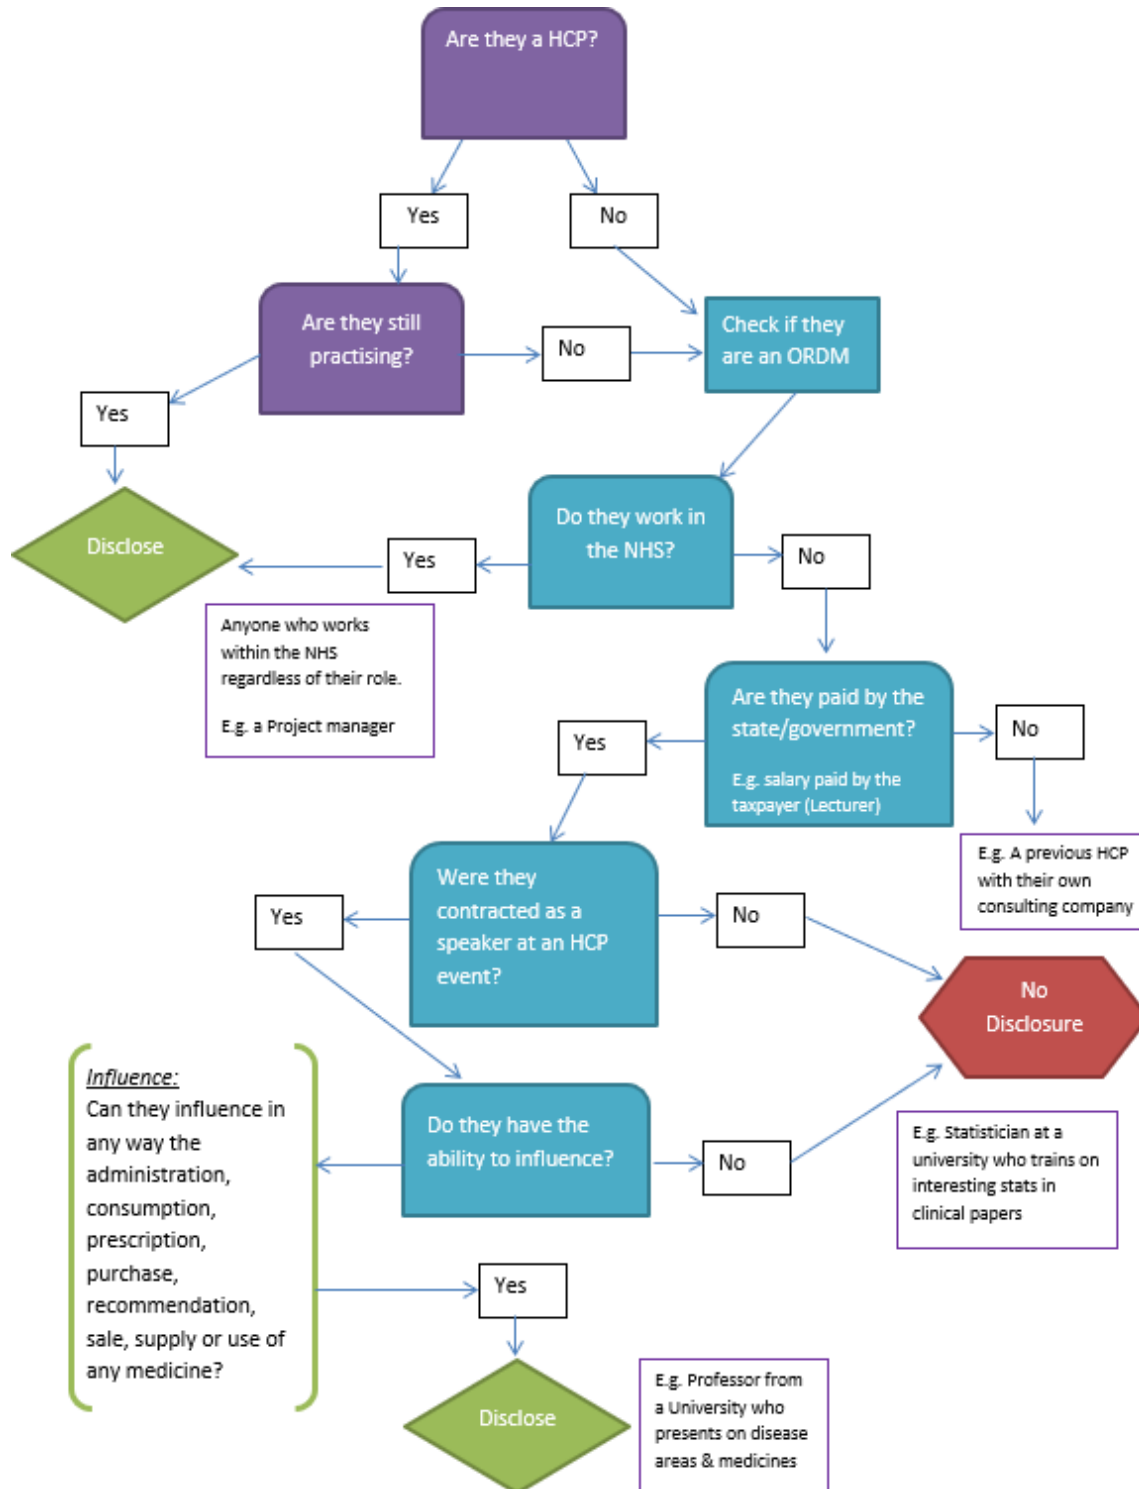 Are they a HCP?
Yes
No
Are they still
practising?
No
Check if they
are an ORDM
Yes
Disclose
Do they work in
the NHS?
Yes
No
Anyone who works
within the NHS
regardless of their role.
E.g. a Project manager
Are they paid by the
state/government?
E.g. salary paid by the
taxpayer (Lecturer)
Yes
No
E.g. A previous HCP
with their own
consulting company
Were they
contracted as a
speaker at an HCP
event?
Yes
No
No
Disclosure
Influence:
Can they influence in
any way the
administration,
consumption,
prescription,
purchase,
recommendation,
sale, supply or use of
any medicine?
Do they have the
ability to influence?
No
E.g. Statistician at a
university who trains on
interesting stats in
clinical papers
Yes
Disclose
E.g. Professor from
a University who
presents on disease
areas & medicines